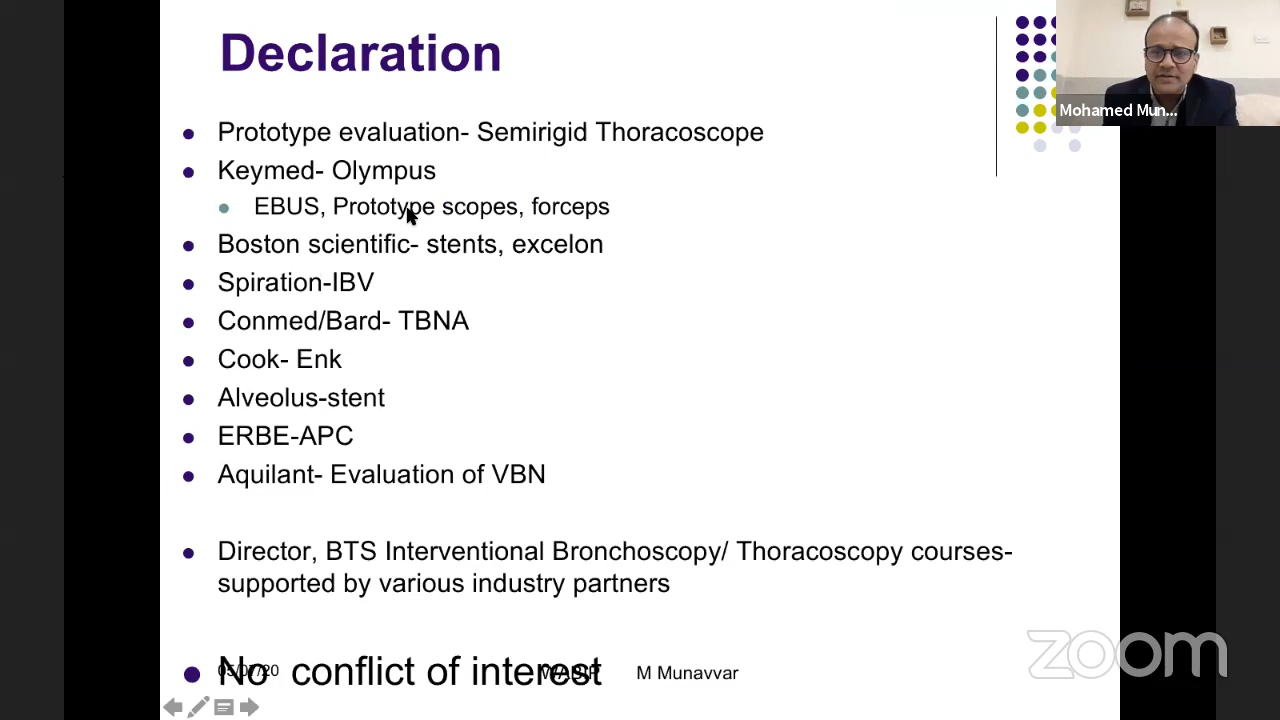 Declaration
Mohamed Mun...
Prototype evaluation- Semirigid Thoracoscope
Keymed- Olympus
EBUS, Prototype scopes, forceps
Boston scientific- stents, excelon
Spiration-IBV
Conmed/Bard- TBNA
Cook- Enk
Alveolus-stent
ERBE-APC
Aquilant- Evaluation of VBN
Director, BTS Interventional Bronchoscopy/ Thoracoscopy courses-
supported by various industry partners
No conflict of interest
M Munavvar
zoom